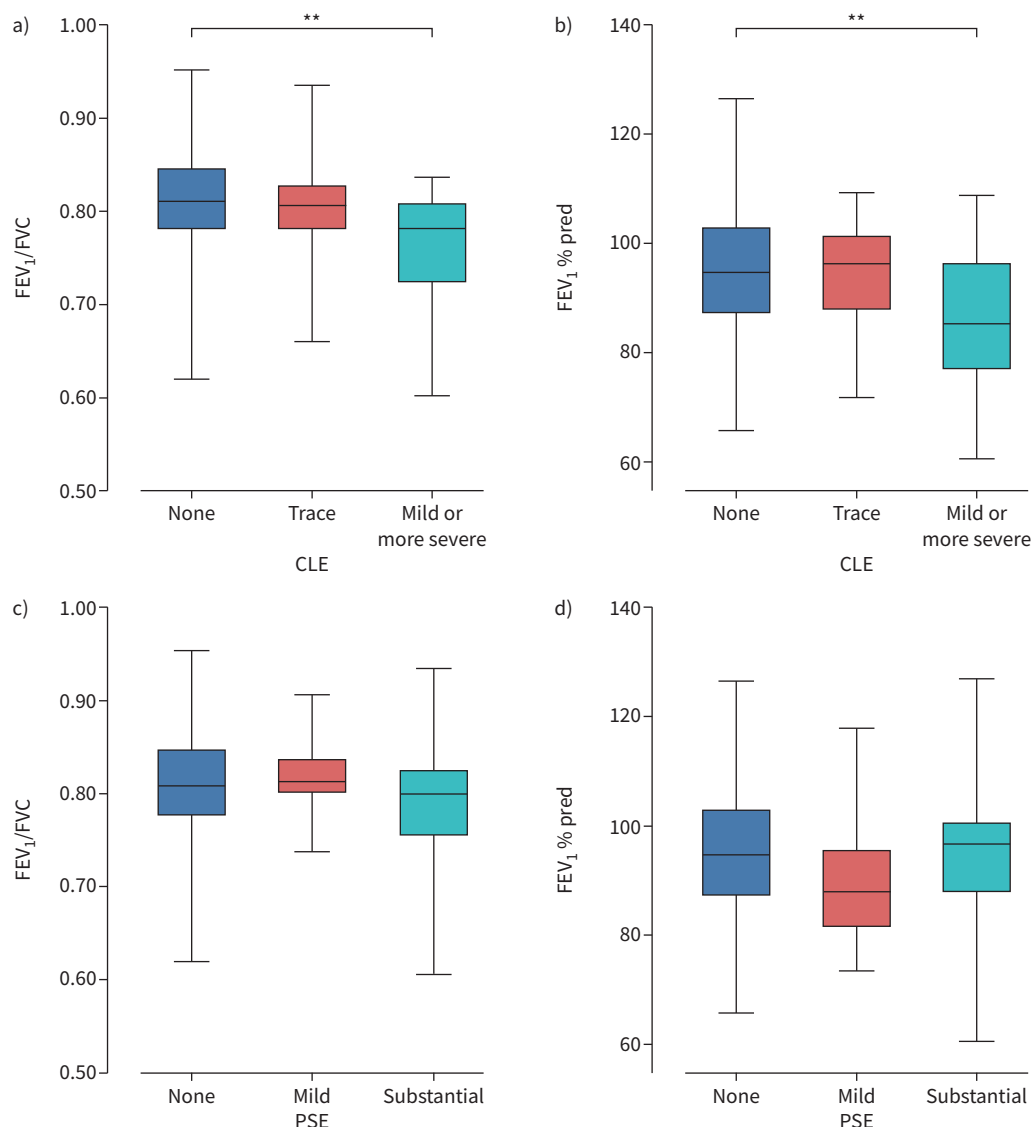 a)
**
1.00
0.90
0.80
0.70
0.60
0.50
FEV1/FVC
None
Trace
Mild or
more severe
CLE
b)
**
140
120
100
80
60
FEV1 % pred
None
Trace
Mild or
more severe
CLE
c)
1.00
0.90
0.80
0.70
0.60
0.50
FEV1/FVC
None
Mild
Substantial
PSE
d)
140
120
100
80
60
FEV1 % pred
None
Mild
Substantial
PSE